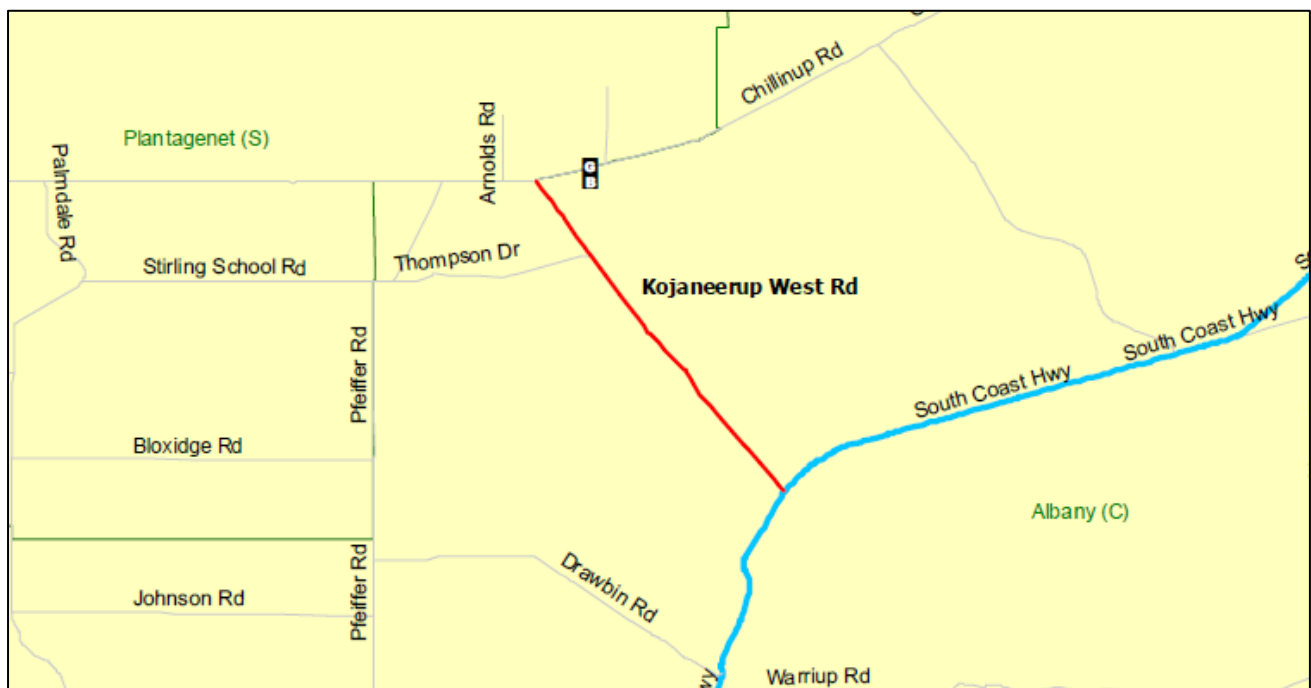 Chillinup Rd
Plantagenet (S)
Arnolds Rd
Palmdale Rd
G
B
Thompson Dr
Stirling School Rd
Kojaneerup West Rd
South Coast Hwy
South Coast Hwy
Pfeiffer Rd
Bloxidge Rd
Albany (C)
Drawbin Rd
Pfeiffer Rd
Johnson Rd
Warriup Rd